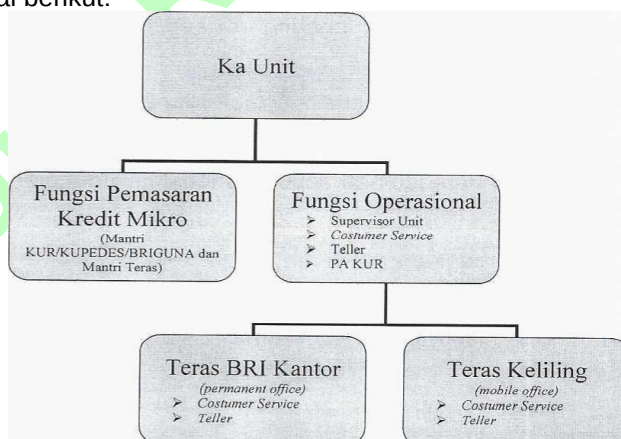 berikut:
Ka Unit
Fungsi Pemasaran
Kredit Mikro
(Mantri
KUR/KUPEDES/BRIGUNA dan
Mantri Teras)
Fungsi Operasional
➢ Supervisor Unit
➢ Costumer Service
➢ Teller
➢ PA KUR
Teras BRI Kantor
(permanent office)
➢ Costumer Service
➢ Teller
Teras Keliling
(mobile office)
➢ Costumer Service
➢ Teller